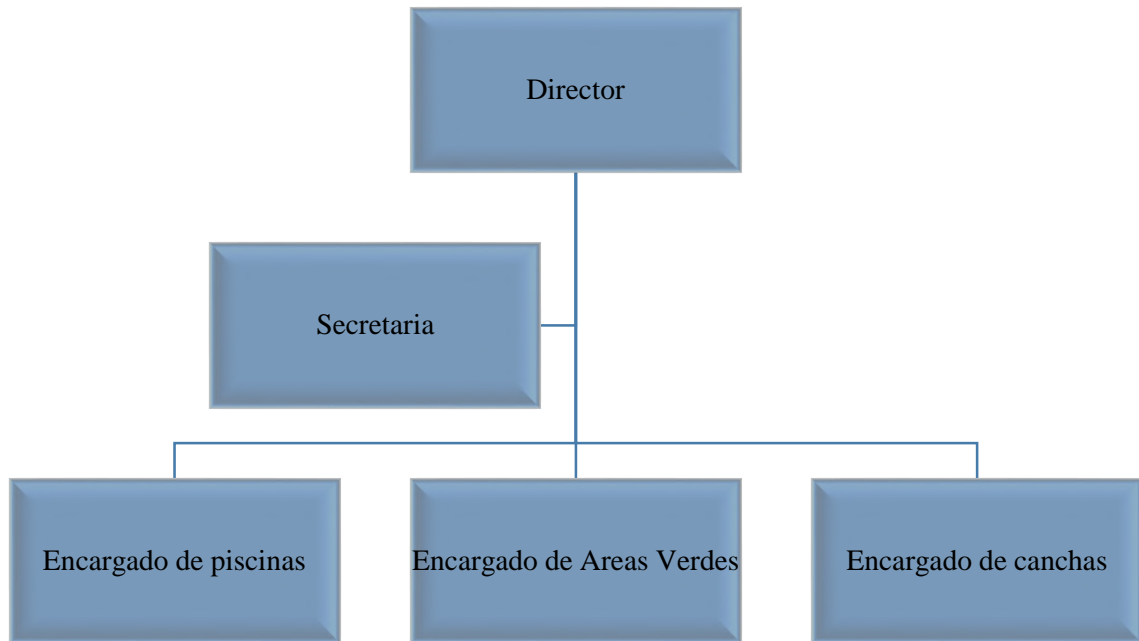 Director
Secretaria
Encargado de piscinas
Encargado de Areas Verdes
Encargado de canchas